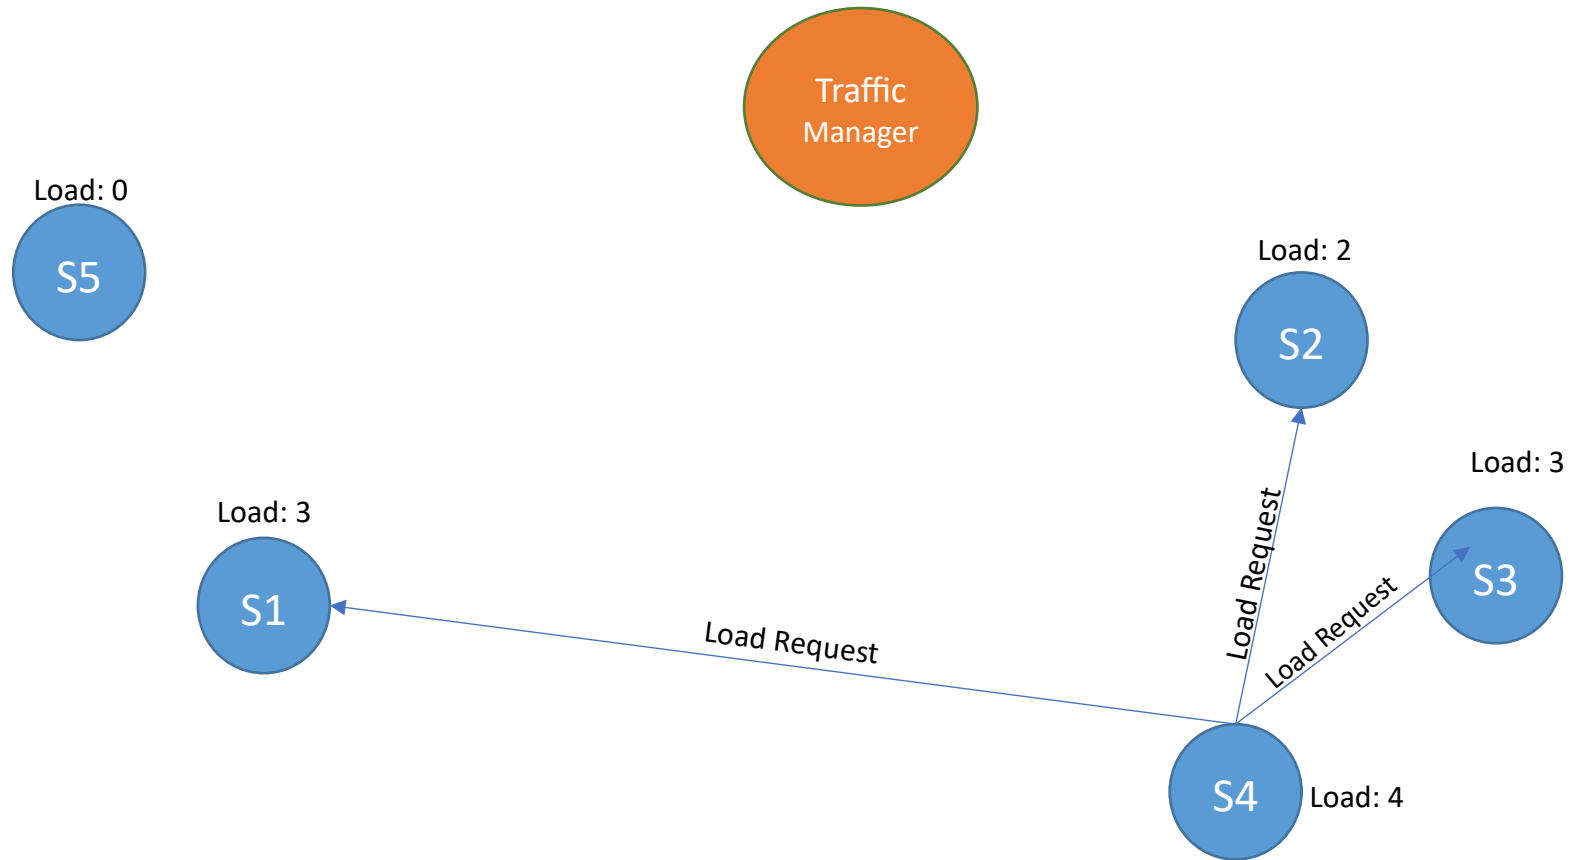 Traffic
Manager
Load: 0
S5
Load: 2
S2
Load: 3
S3
Load: 3
S1
Load Request
Load Request
Load Request
S4
Load: 4